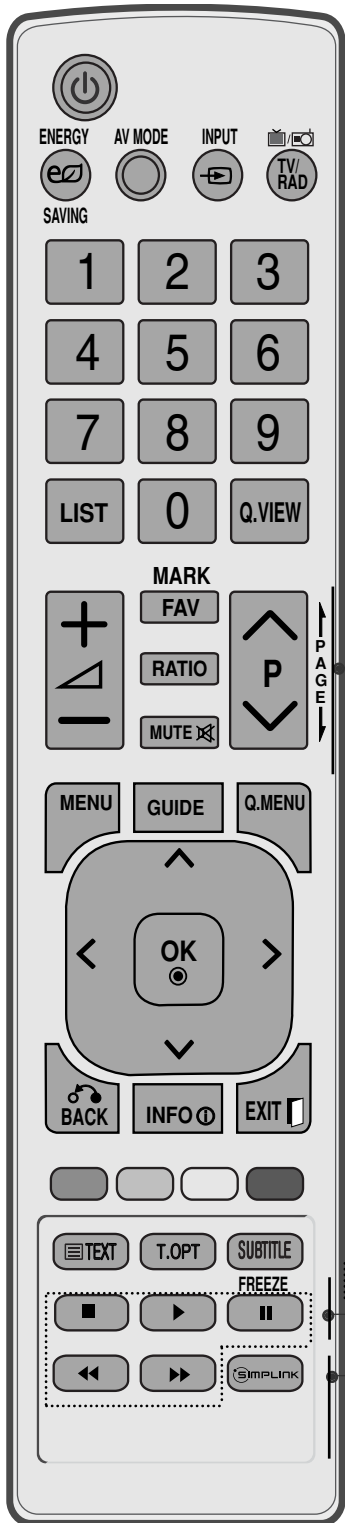 ENERGY AV MODE INPUT
TV/
RAD
SAVING
1 2 3
4 5 6
7 8 9
LIST 0 Q.VIEW
MARK
FAV
RATIO P
MUTE
PAGE
MENU GUIDE Q.MENU
OK
BACK INFO EXIT
TEXT T.OPT SUBTITLE
FREEZE
SIMPLINK